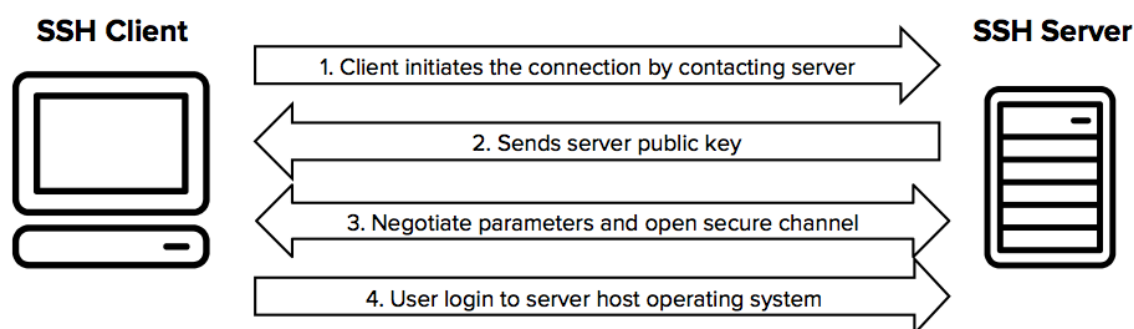 SSH Client
SSH Server
1. Client initiates the connection by contacting server
2. Sends server public key
3. Negotiate parameters and open secure channel
4. User login to server host operating system